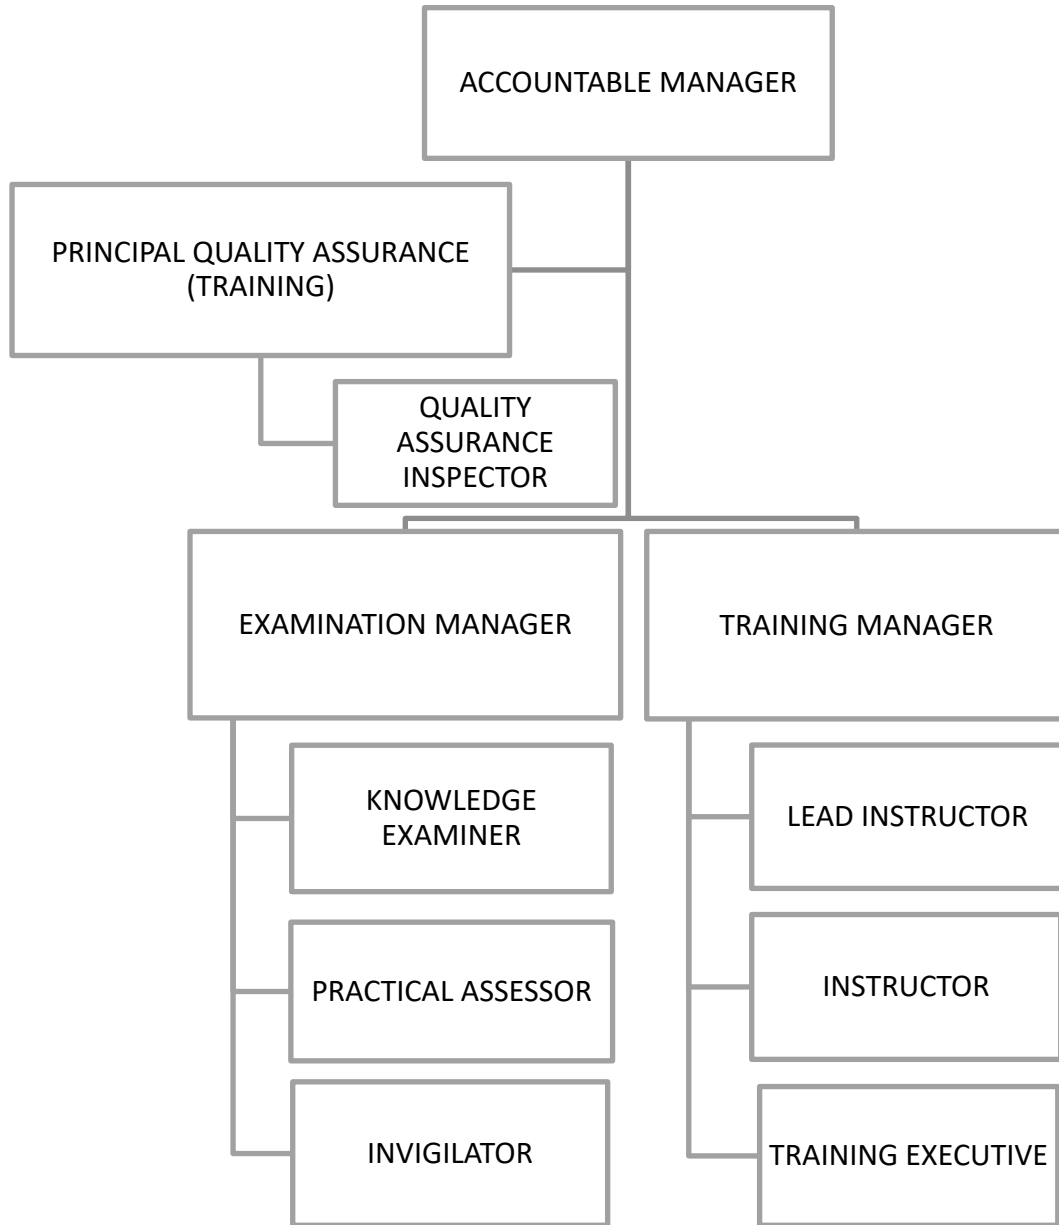 ACCOUNTABLE MANAGER
PRINCIPAL QUALITY ASSURANCE
(TRAINING)
QUALITY
ASSURANCE
INSPECTOR
EXAMINATION MANAGER
TRAINING MANAGER
KNOWLEDGE
EXAMINER
LEAD INSTRUCTOR
PRACTICAL ASSESSOR
INSTRUCTOR
INVIGILATOR
TRAINING EXECUTIVE